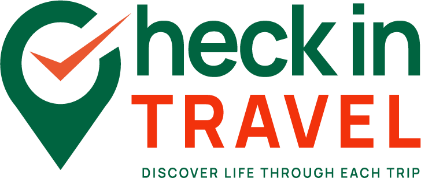 Check in
TRAVEL
DISCOVER LIFE THROUGH EACH TRIP